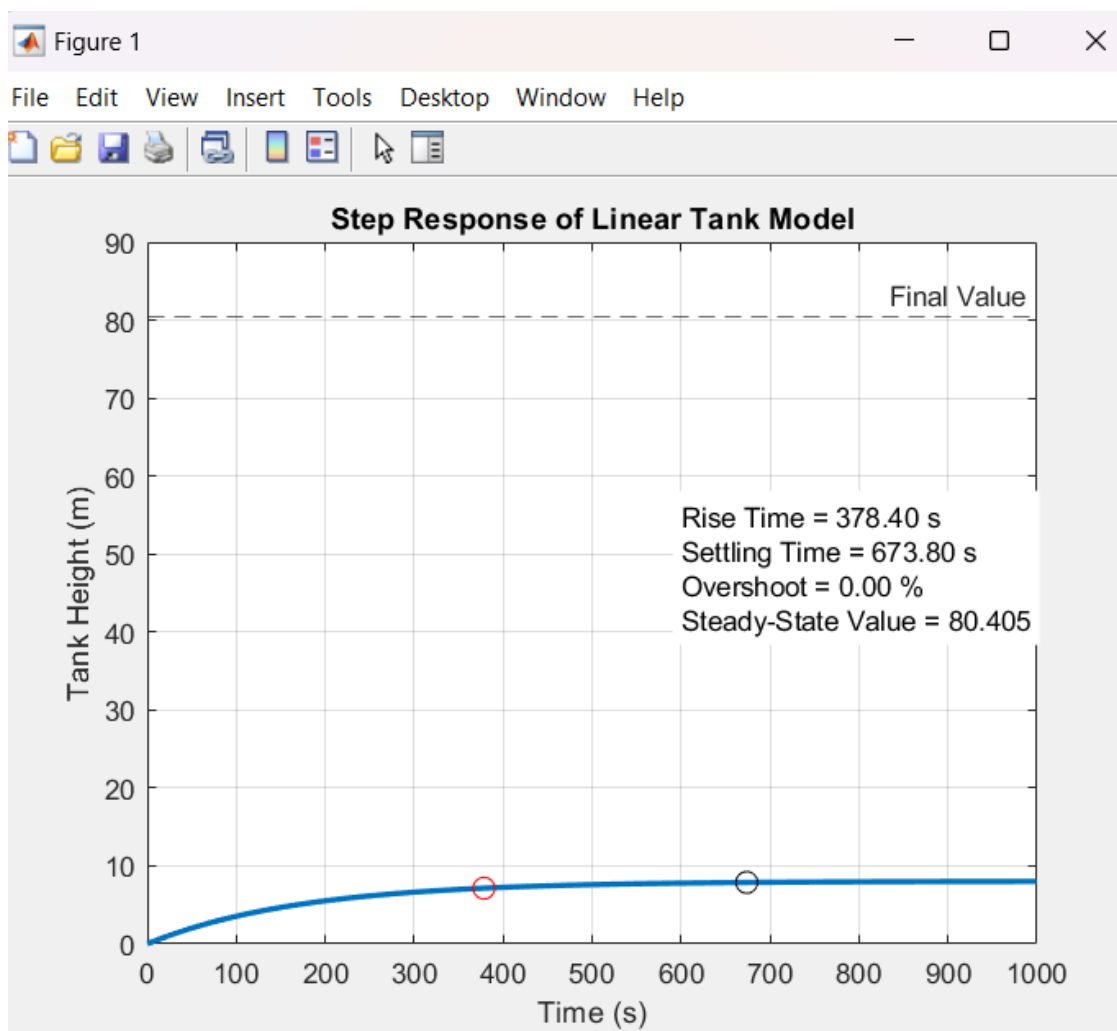 Figure 1
File Edit View Insert Tools Desktop Window Help
Step Response of Linear Tank Model
90
80
70
60
50
40
30
20
10
0
Tank Height (m)
Final Value
Rise Time = 378.40 s
Settling Time = 673.80 s
Overshoot = 0.00 %
Steady-State Value = 80.405
0 100 200 300 400 500 600 700 800 900 1000
Time (s)